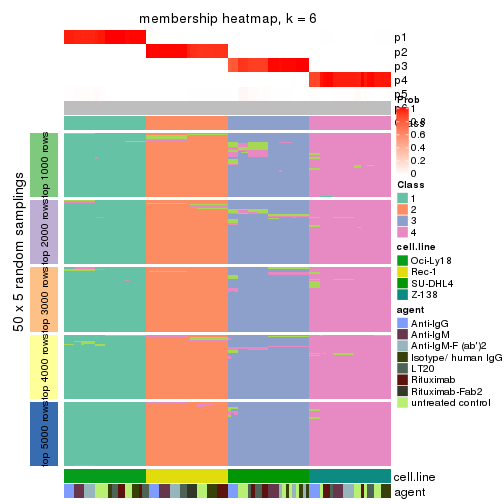 membership heatmap, k = 6
p1
p2
p3
p4
p5
p6
Class
Prob
1
0.8
0.6
0.4
0.2
0
Class
1
2
3
4
cell.line
Oci-Ly18
Rec-1
SU-DHL4
Z-138
agent
Anti-IgG
Anti-IgM
Anti-IgM-F (ab')2
Isotype/ human IgG
LT20
Rituximab
Rituximab-Fab2
untreated control
50 x 5 random samplings
top 1000 rows
top 2000 rows
top 3000 rows
top 4000 rows
top 5000 rows
cell.line
agent